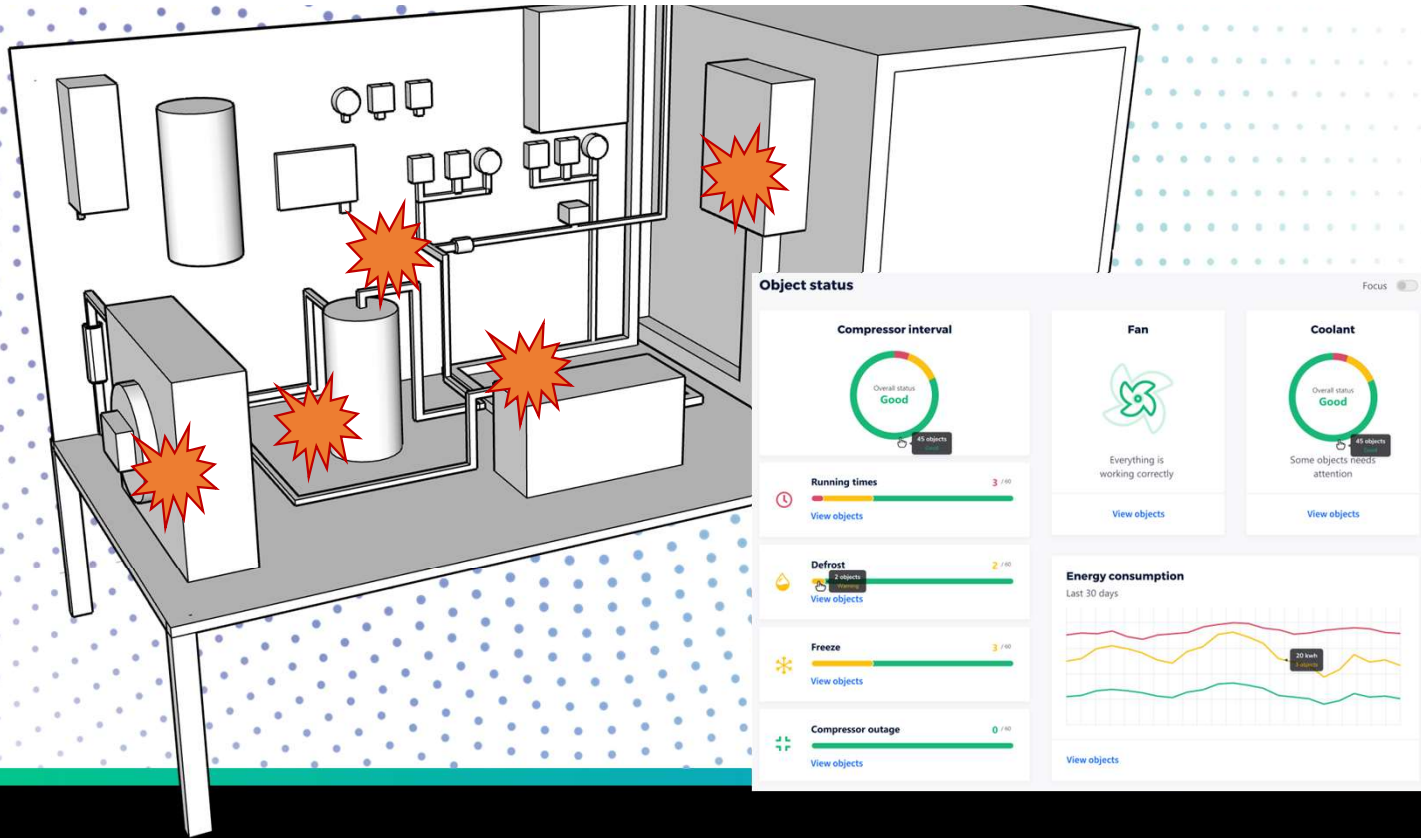 Object status
Focus
Compressor interval
Overall status
Good
45 objects
Good
Fan
Everything is
working correctly
View objects
Coolant
Overall status
Good
45 objects
Good
Some objects needs
attention
View objects
Running times
3 / 60
View objects
Defrost
2 / 60
2 objects
Warning
View objects
Freeze
3 / 60
View objects
Compressor outage
0 / 60
View objects
Energy consumption
Last 30 days
20 kwh
View objects